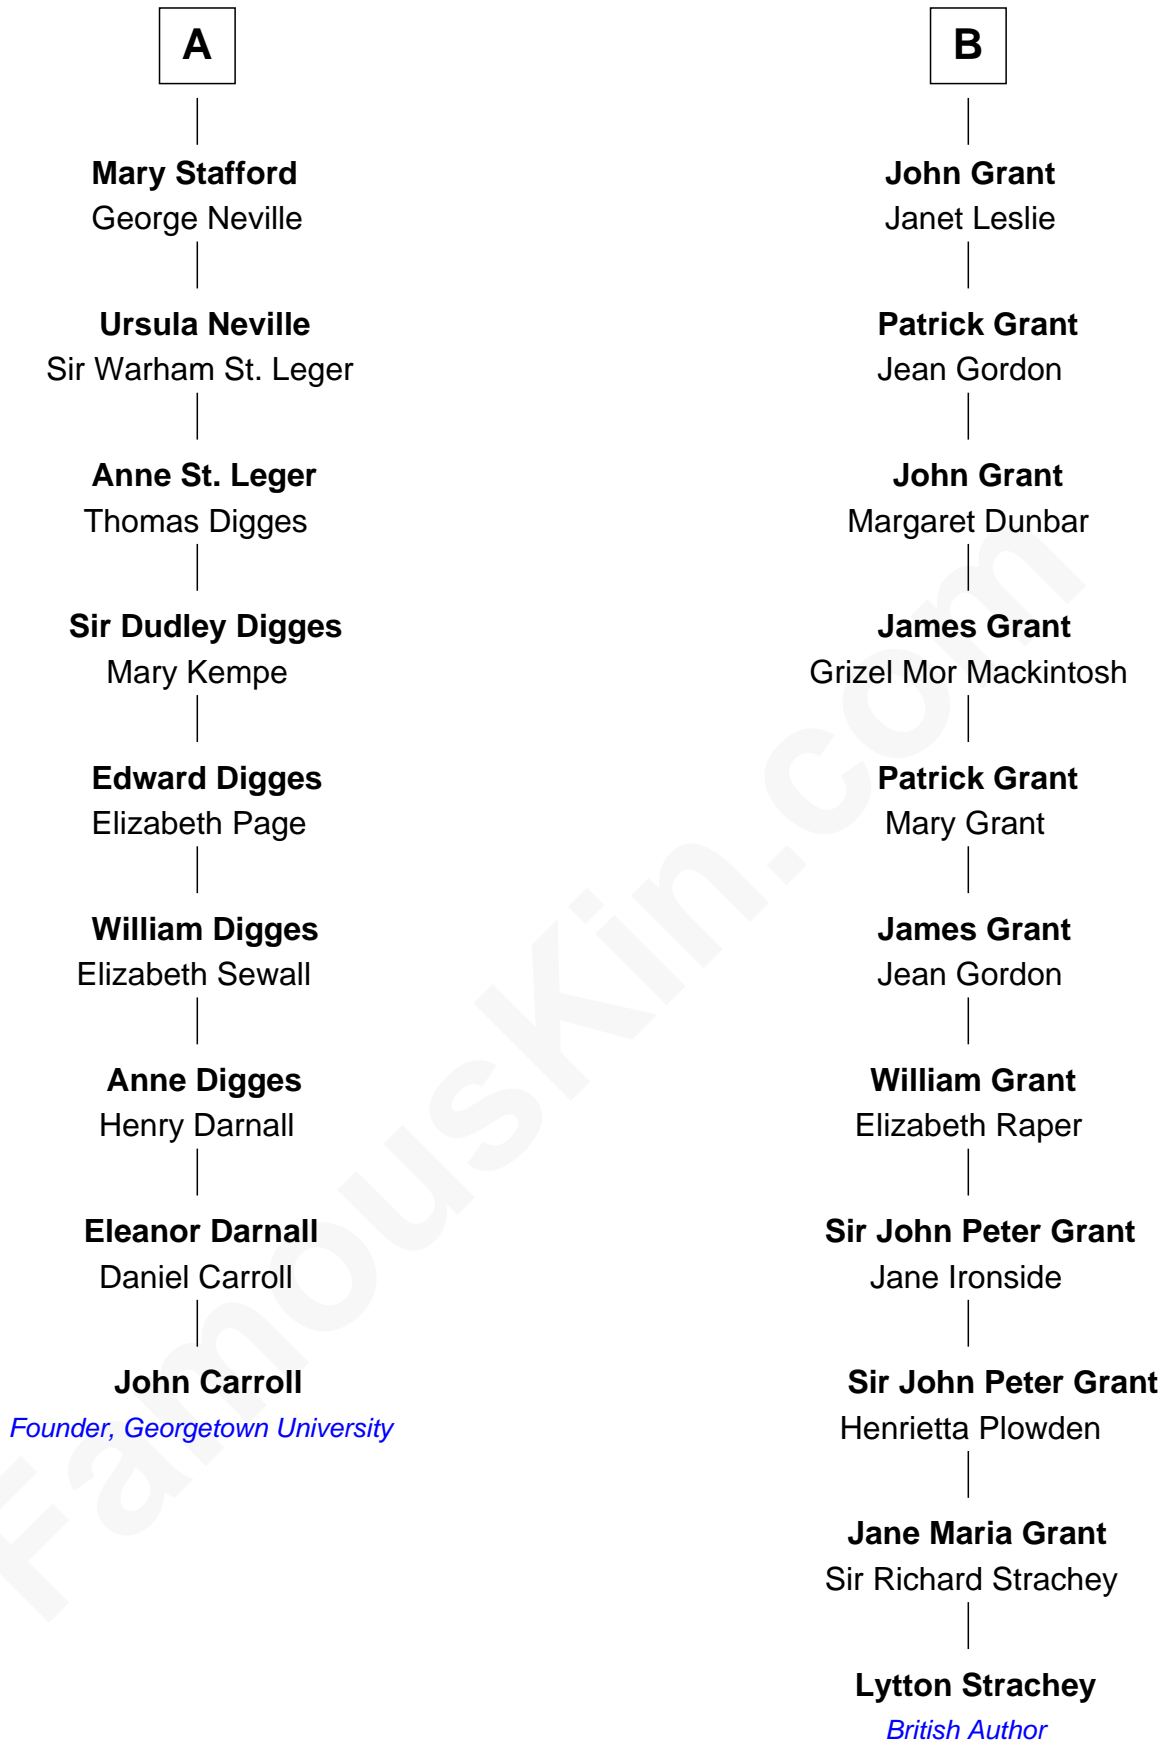 A
Mary Stafford
George Neville
Ursula Neville
Sir Warham St. Leger
Anne St. Leger
Thomas Digges
Sir Dudley Digges
Mary Kempe
Edward Digges
Elizabeth Page
William Digges
Elizabeth Sewall
Anne Digges
Henry Darnall
Eleanor Darnall
Daniel Carroll
John Carroll
Founder, Georgetown University
B
John Grant
Janet Leslie
Patrick Grant
Jean Gordon
John Grant
Margaret Dunbar
James Grant
Grizel Mor Mackintosh
Patrick Grant
Mary Grant
James Grant
Jean Gordon
William Grant
Elizabeth Raper
Sir John Peter Grant
Jane Ironside
Sir John Peter Grant
Henrietta Plowden
Jane Maria Grant
Sir Richard Strachey
Lytton Strachey
British Author
FamousKin.com